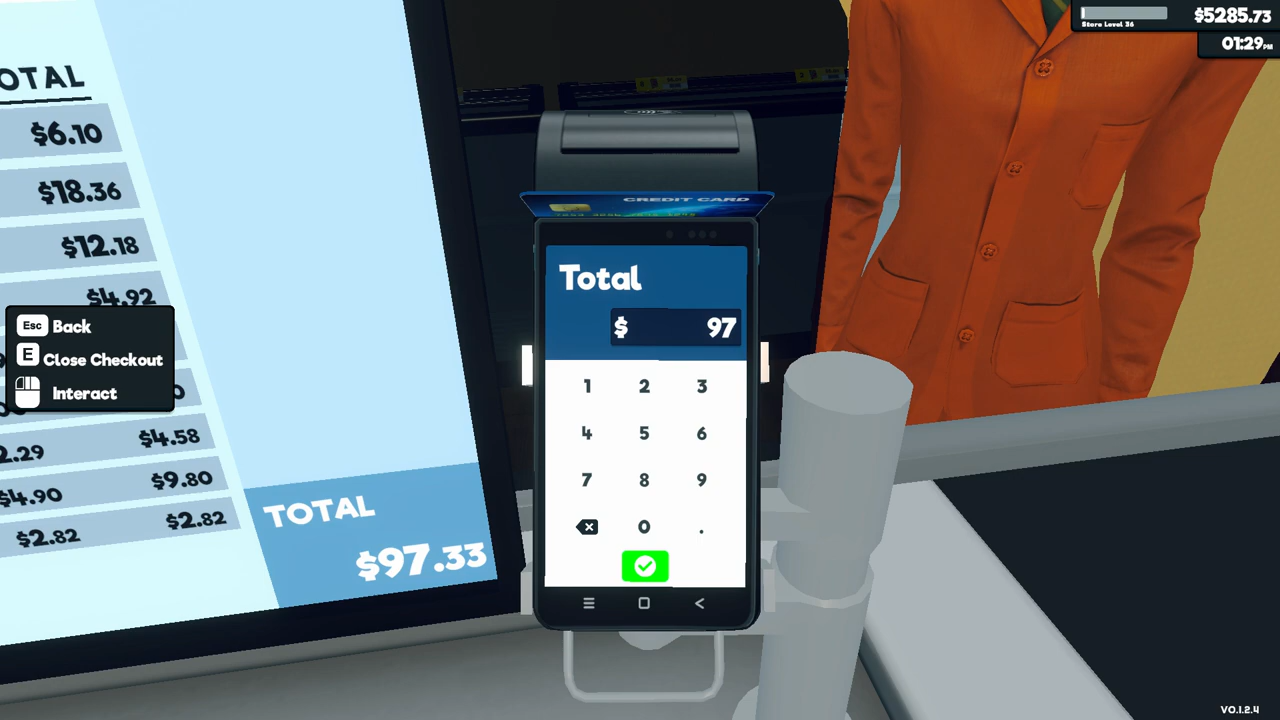 $5285.73
Store Level 36
01:29PM
OTAL
$6.10
$18.36
$12.18
$4.92
Esc Back
E Close Checkout
Interact
2.29 $4.58
$4.90 $9.80
$2.82 $2.82
TOTAL
$97.33
CREDIT CARD
Total
$ 97
1 2 3
4 5 6
7 8 9
0 .
V0.1.2.4